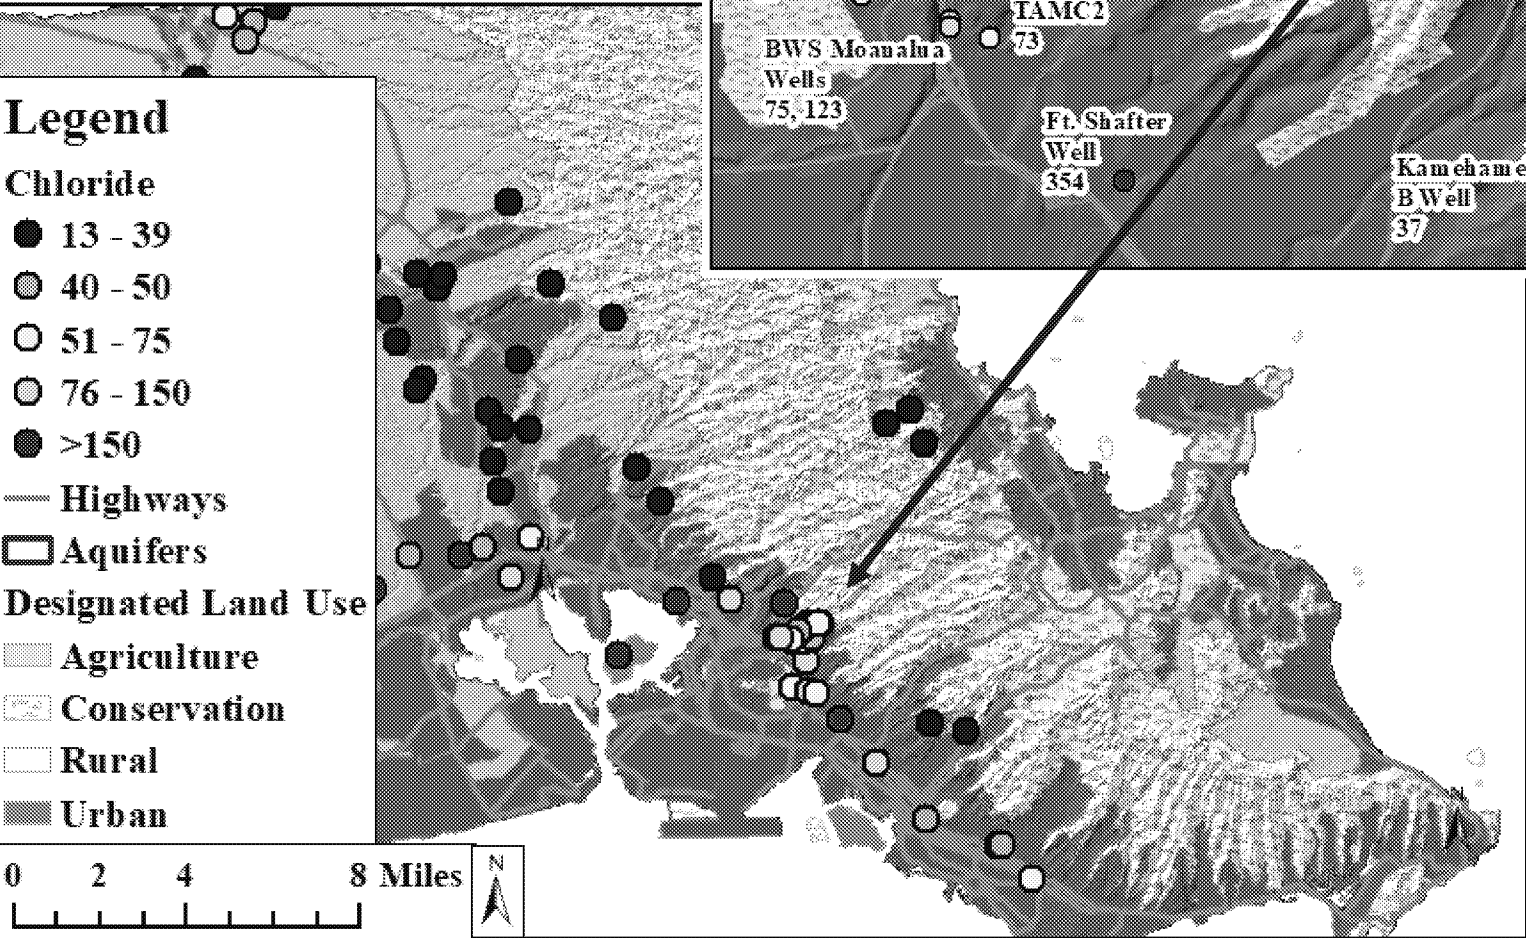 TAMC2
73
BWS Moanalua
Wells
75, 123
Ft. Shafter
Well
354
Kamehame
B Well
37
Legend
Chloride
13 - 39
40 - 50
51 - 75
76 - 150
>150
Highways
Aquifers
Designated Land Use
Agriculture
Conservation
Rural
Urban
0 2 4 8 Miles
N